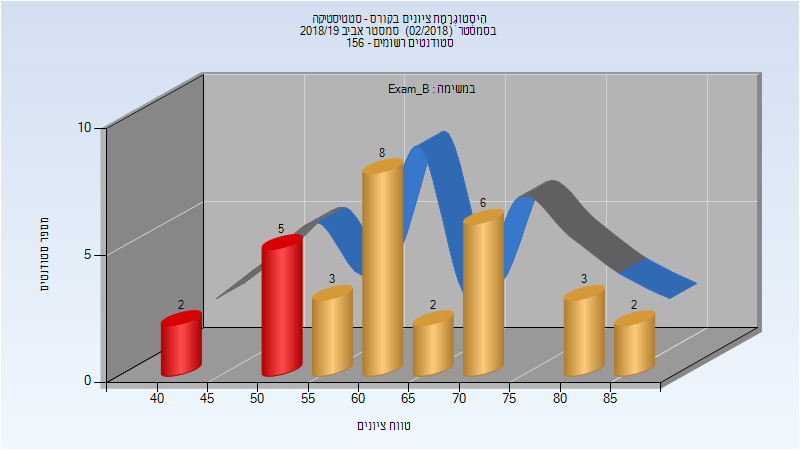 היסטוגרמת ציונים בקורס - סטטיסטיקה
בסמסטר (02/2018) סמסטר אביב 2018/19
סטודנטים רשומים - 156
במשימה : Exam_B
מספר סטודנטים
10
5
0
2
5
3
8
2
6
3
2
40 45 50 55 60 65 70 75 80 85
טווח ציונים